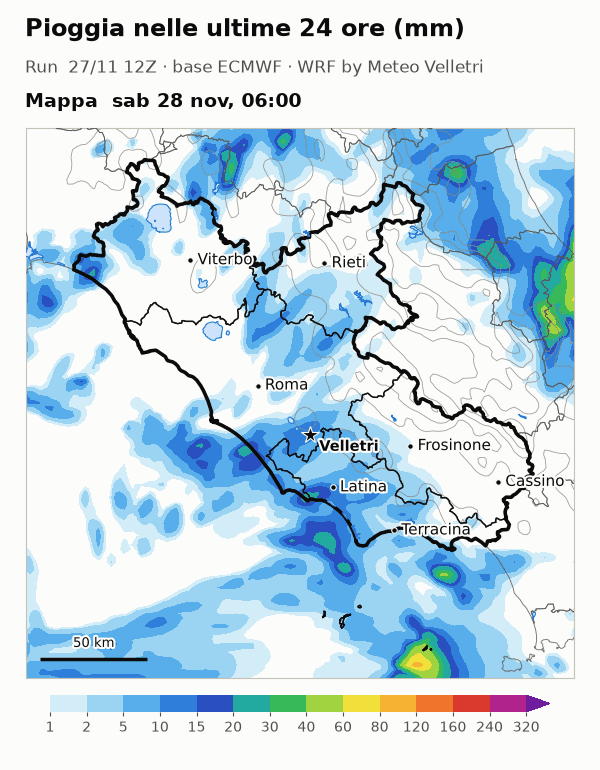 Pioggia nelle ultime 24 ore (mm)
Run 27/11 12Z · base ECMWF · WRF by Meteo Velletri
Mappa sab 28 nov, 06:00
Viterbo
Rieti
Roma
Velletri
Frosinone
Cassino
Latina
Terracina
50 km
1 2 5 10 15 20 30 40 60 80 120 160 240 320